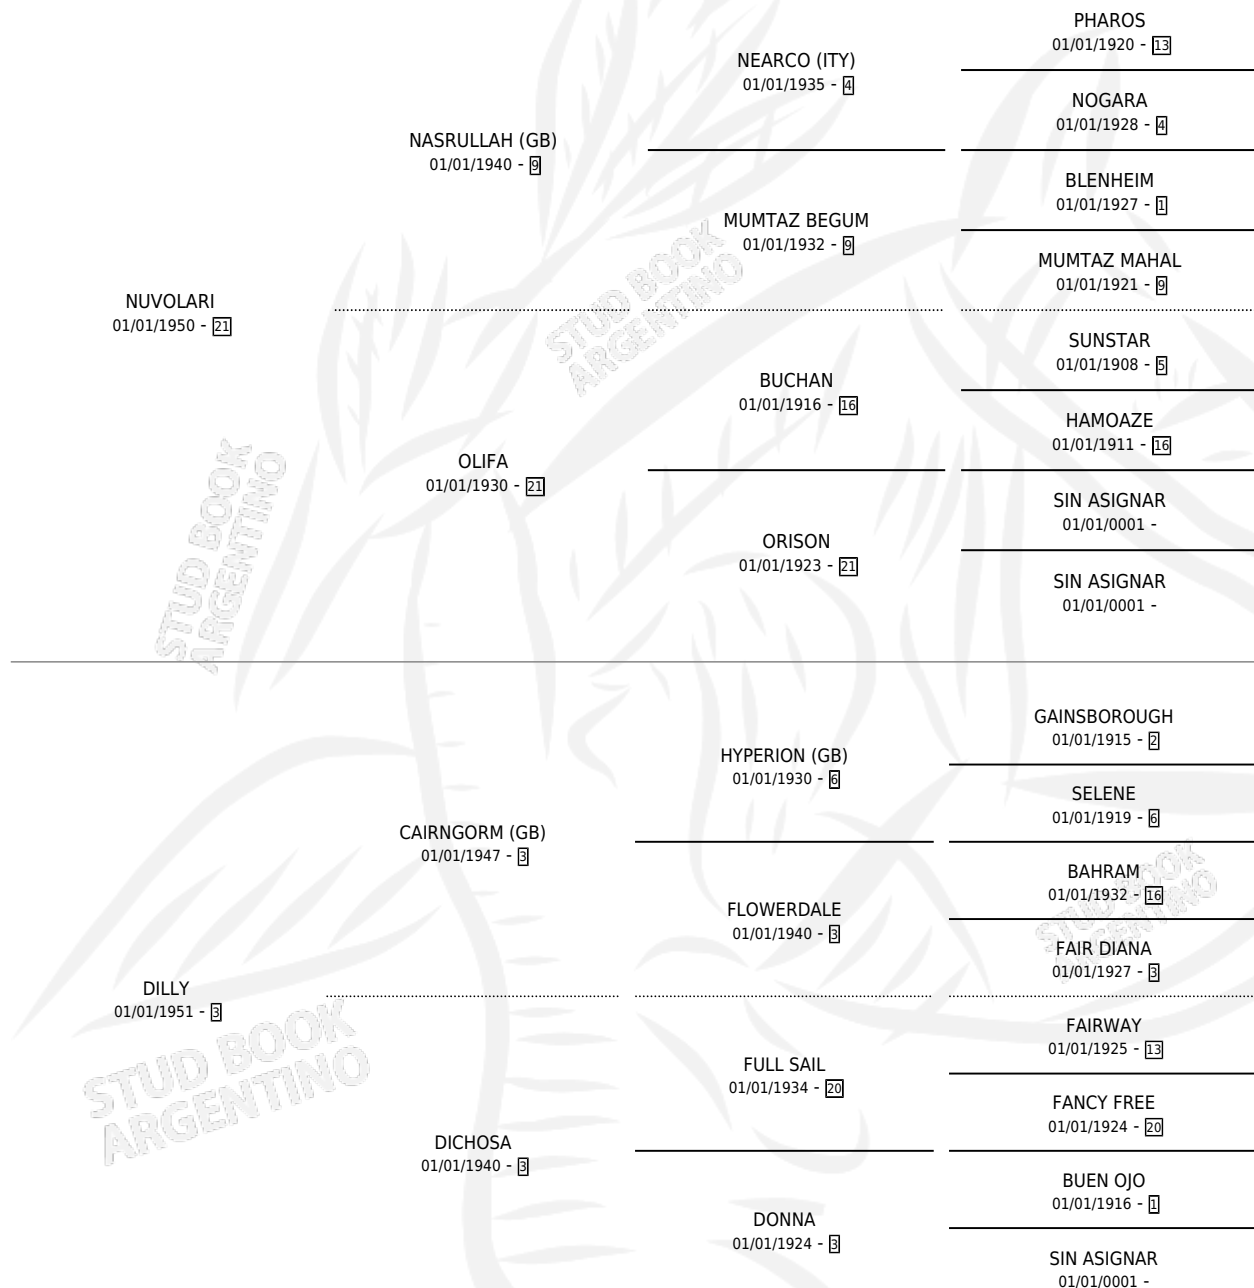 PHAROS
01/01/1920 - 13
NEARCO (ITY)
01/01/1935 - 4
NOGARA
01/01/1928 - 4
NASRULLAH (GB)
01/01/1940 - 9
BLENHEIM
01/01/1927 - 1
MUMTAZ BEGUM
01/01/1932 - 9
MUMTAZ MAHAL
01/01/1921 - 9
NUVOLARI
01/01/1950 - 21
SUNSTAR
01/01/1908 - 5
BUCHAN
01/01/1916 - 16
HAMOAZE
01/01/1911 - 16
OLIFA
01/01/1930 - 21
SIN ASIGNAR
01/01/0001 -
ORISON
01/01/1923 - 21
SIN ASIGNAR
01/01/0001 -
GAINSBOROUGH
01/01/1915 - 2
HYPERION (GB)
01/01/1930 - 6
SELENE
01/01/1919 - 6
CAIRNGORM (GB)
01/01/1947 - 3
BAHRAM
01/01/1932 - 16
FLOWERDALE
01/01/1940 - 3
FAIR DIANA
01/01/1927 - 3
DILLY
01/01/1951 - 3
FAIRWAY
01/01/1925 - 13
FULL SAIL
01/01/1934 - 20
FANCY FREE
01/01/1924 - 20
DICHOSA
01/01/1940 - 3
BUEN OJO
01/01/1916 - 1
DONNA
01/01/1924 - 3
SIN ASIGNAR
01/01/0001 -
STUD BOOK
ARGENTINO
STUD BOOK
ARGENTINO
STUD BOOK
ARGENTINO
STUD BOOK
ARGENTINO